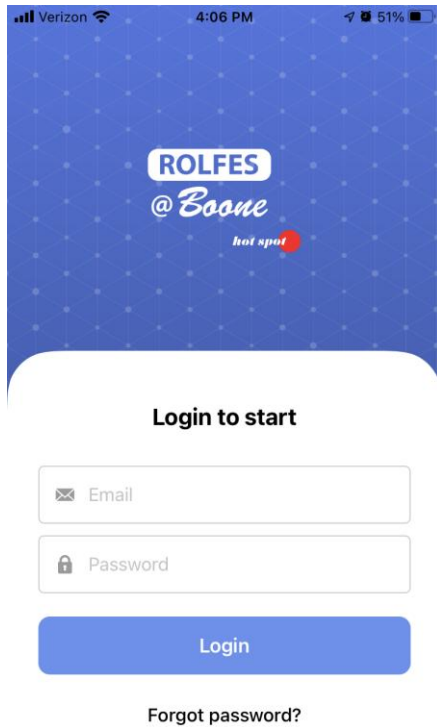 Verizon 4:06 PM 51%
ROLFES
@ Boone
hot spot
Login to start
Email
Password
Login
Forgot password?